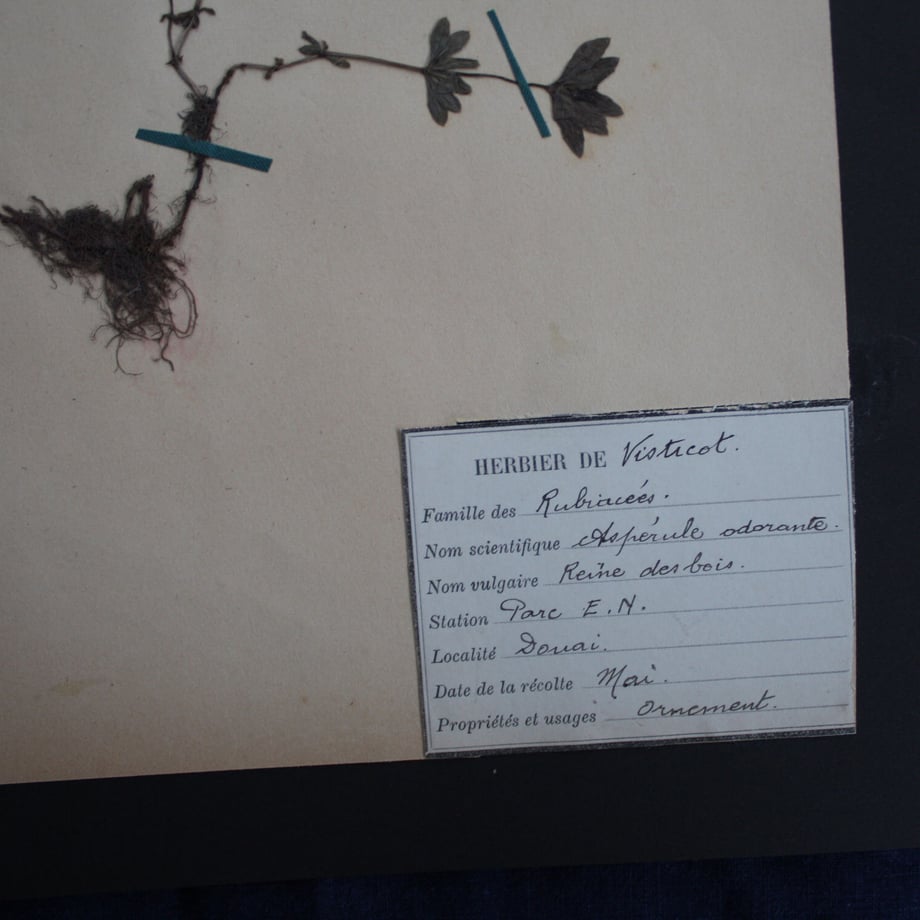 HERBIER DE Visticot.
Famille des Rubiacées.
Nom scientifique Aspérule odorante.
Nom vulgaire Reine des bois.
Station Parc E.N.
Localité Douai.
Date de la récolte Mai.
Propriétés et usages ornement.